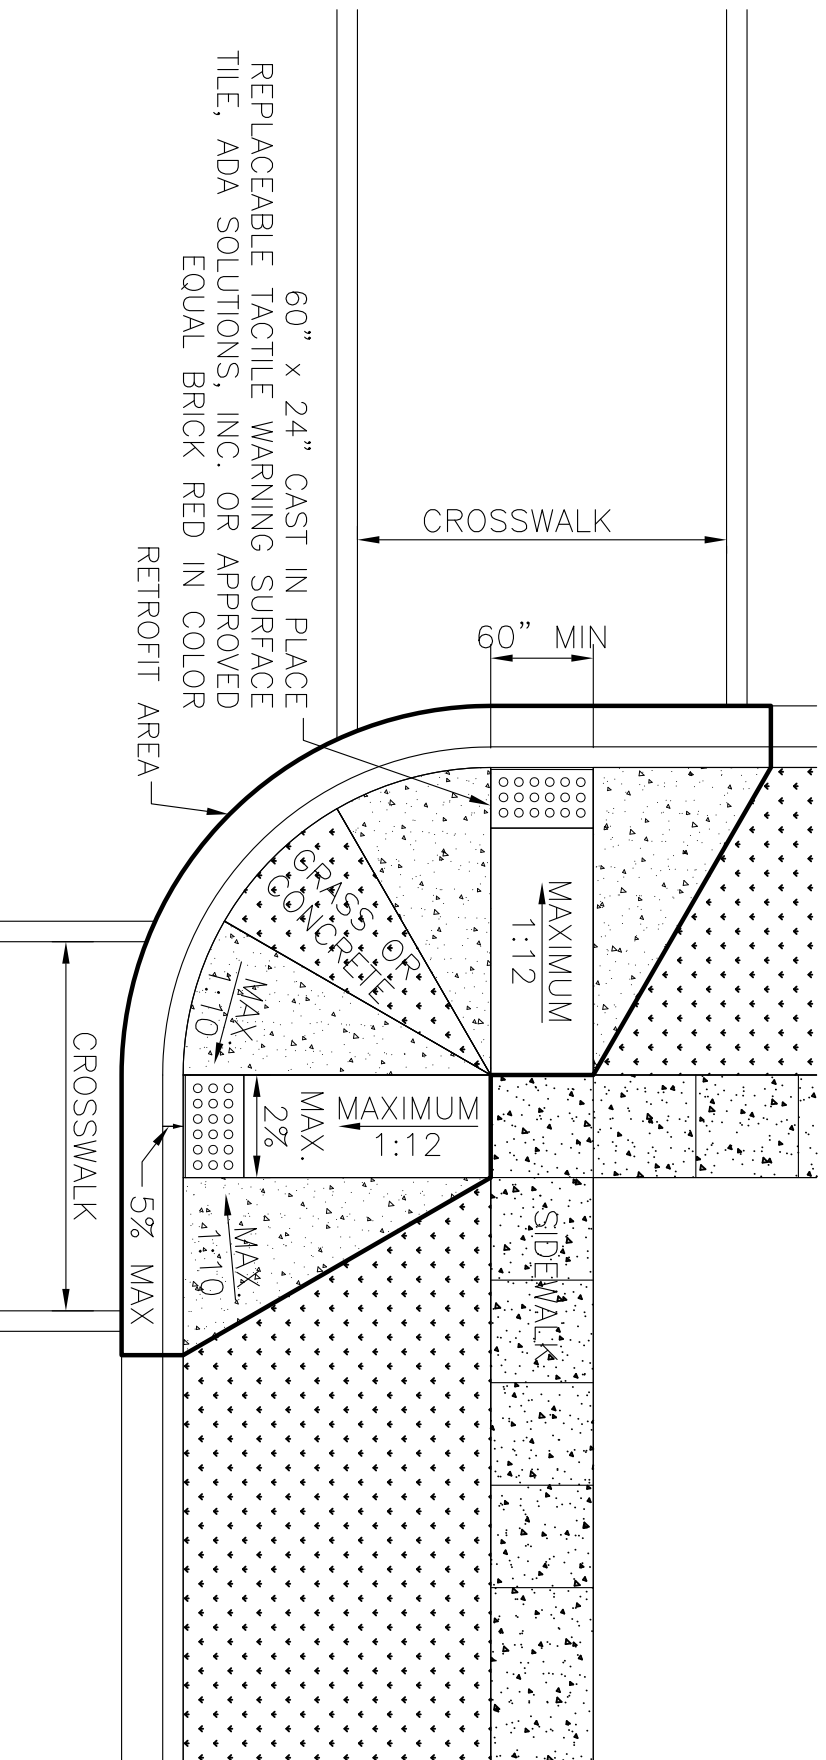 CROSSWALK
60” MIN
60” x 24” CAST IN PLACE
REPLACEABLE TACTILE WARNING SURFACE
TILE, ADA SOLUTIONS, INC. OR APPROVED
EQUAL BRICK RED IN COLOR
RETROFIT AREA
MAXIMUM
1:12
GRASS OR
CONCRETE
MAX.
1:10
MAXIMUM
1:12
MAX.
2%
CROSSWALK
5% MAX
MAX.
1:10
SIDEWALK